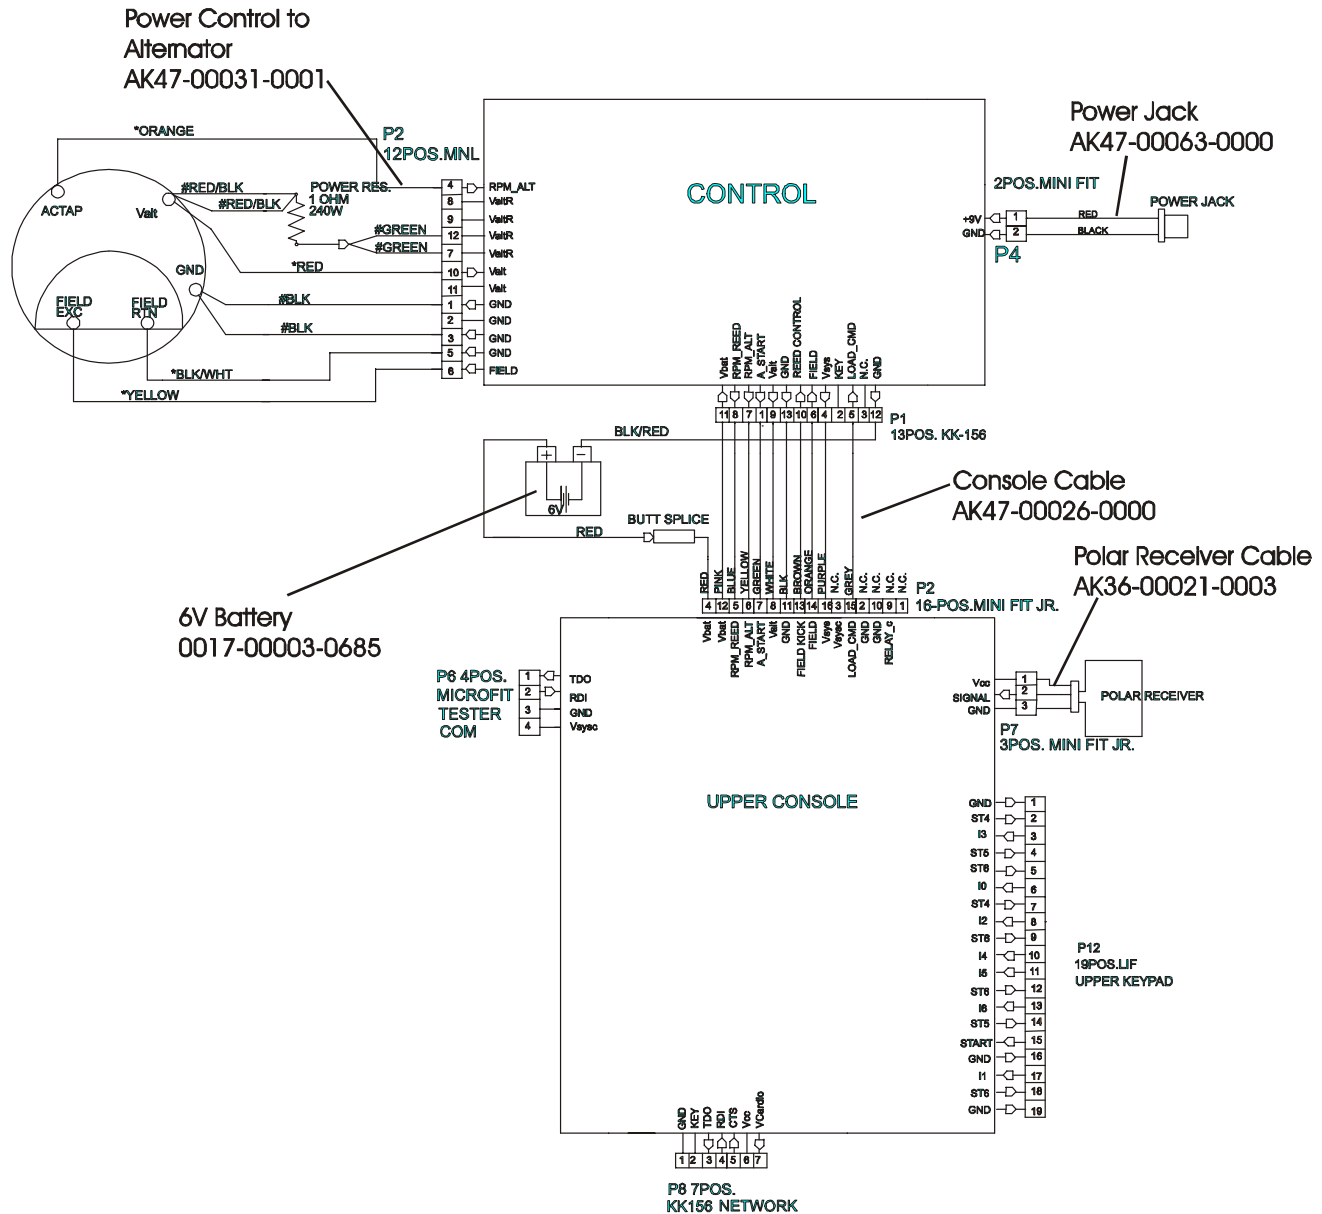 Power Control to
Alternator
AK47-00031-0001
*ORANGE
P2
12POS.MNL
ACTAP
Valt
#RED/BLK
#RED/BLK
POWER RES.
1 OHM
240W
#GREEN
#GREEN
GND
*RED
#BLK
#BLK
FIELD
EXC
FIELD
RTN
*BLK/WHT
*YELLOW
4 RPM_ALT
8 ValtR
9 ValtR
12 ValtR
7 ValtR
10 Valt
11 Valt
1 GND
2 GND
3 GND
5 GND
6 FIELD
CONTROL
Power Jack
AK47-00063-0000
2POS.MINI FIT
+9V 1 RED
GND 2 BLACK
POWER JACK
P4
Vbat RPM_REED RPM_ALT A_START Valt GND REED CONTROL FIELD Vsys KEY LOAD_CMD N.C. GND
11 8 7 1 9 13 10 6 4 2 5 3 12
P1
13POS. KK-156
BLK/RED
+ -
6V
RED
BUTT SPLICE
Console Cable
AK47-00026-0000
6V Battery
0017-00003-0685
Polar Receiver Cable
AK36-00021-0003
RED PINK BLUE YELLOW GREEN WHITE BLK BROWN ORANGE PURPLE N.C. GREY N.C. N.C. N.C. N.C.
4 12 5 6 7 8 11 13 14 16 3 15 2 10 9 1
P2
16-POS.MINI FIT JR.
Vbat Vbat RPM_REED RPM_ALT A_START Valt GND FIELD KICK FIELD Vsys Vsysc LOAD_CMD GND GND RELAY_c
P6 4POS.
MICROFIT
TESTER
COM
1 TDO
2 RDI
3 GND
4 Vsysc
Vcc 1
SIGNAL 2
GND 3
POLAR RECEIVER
P7
3POS. MINI FIT JR.
UPPER CONSOLE
GND 1
ST4 2
I3 3
ST5 4
ST6 5
I0 6
ST4 7
I2 8
ST6 9
I4 10
I5 11
ST6 12
I6 13
ST5 14
START 15
GND 16
I1 17
ST6 18
GND 19
P12
19POS.LIF
UPPER KEYPAD
GND KEY TDO RDI CTS Vcc VCardio
1 2 3 4 5 6 7
P8 7POS.
KK156 NETWORK